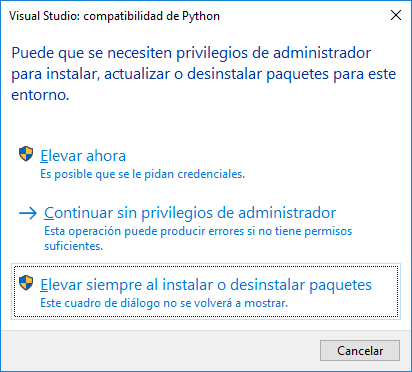 Visual Studio: compatibilidad de Python
Puede que se necesiten privilegios de administrador
para instalar, actualizar o desinstalar paquetes para este
entorno.
Elevar ahora
Es posible que se le pidan credenciales.
Continuar sin privilegios de administrador
Esta operación puede producir errores si no tiene permisos
suficientes.
Elevar siempre al instalar o desinstalar paquetes
Este cuadro de diálogo no se volverá a mostrar.
Cancelar